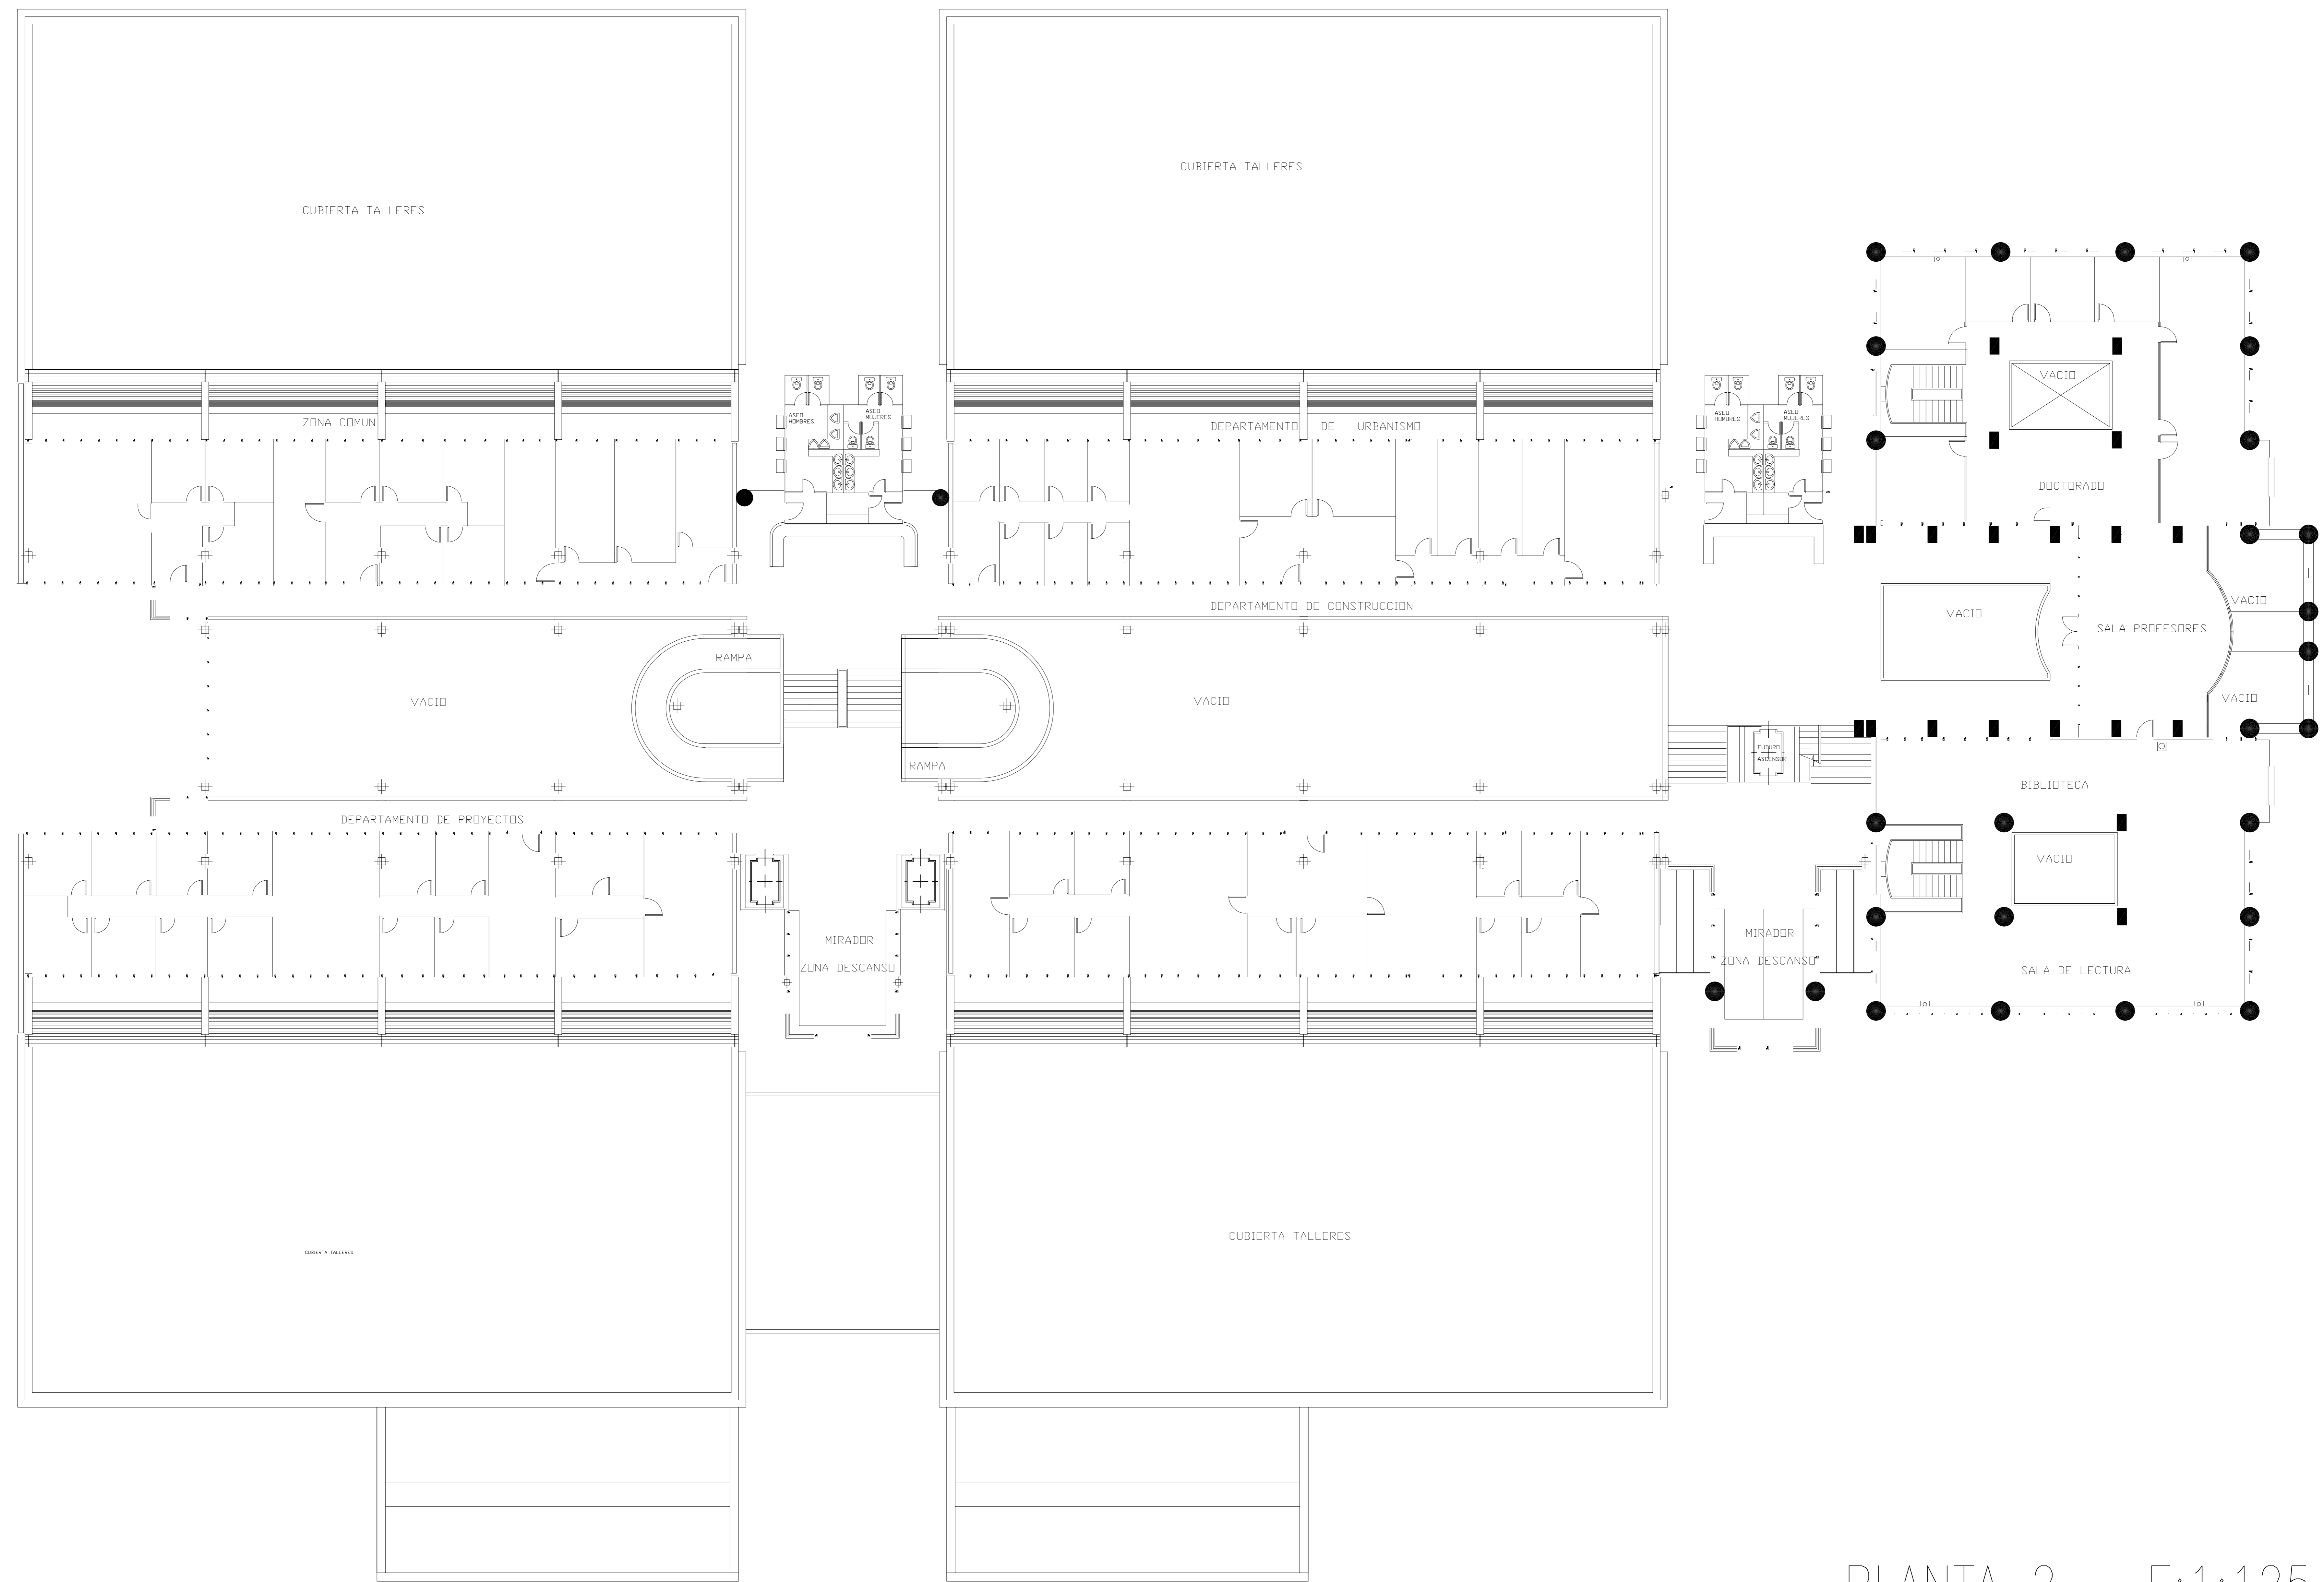 CUBIERTA TALLERES
CUBIERTA TALLERES
VACIO
ZONA COMUN
ASEO
HOMBRES
ASEO
MUJERES
DEPARTAMENTO DE URBANISMO
ASEO
HOMBRES
ASEO
MUJERES
DOCTORADO
DEPARTAMENTO DE CONSTRUCCION
VACIO
SALA PROFESORES
VACIO
RAMPA
VACIO
VACIO
VACIO
RAMPA
FUTURO
ASCENSOR
BIBLIOTECA
DEPARTAMENTO DE PROYECTOS
VACIO
MIRADOR
ZONA DESCANSO
MIRADOR
ZONA DESCANSO
SALA DE LECTURA
CUBIERTA TALLERES
CUBIERTA TALLERES
PLANTA 2 E:1:125